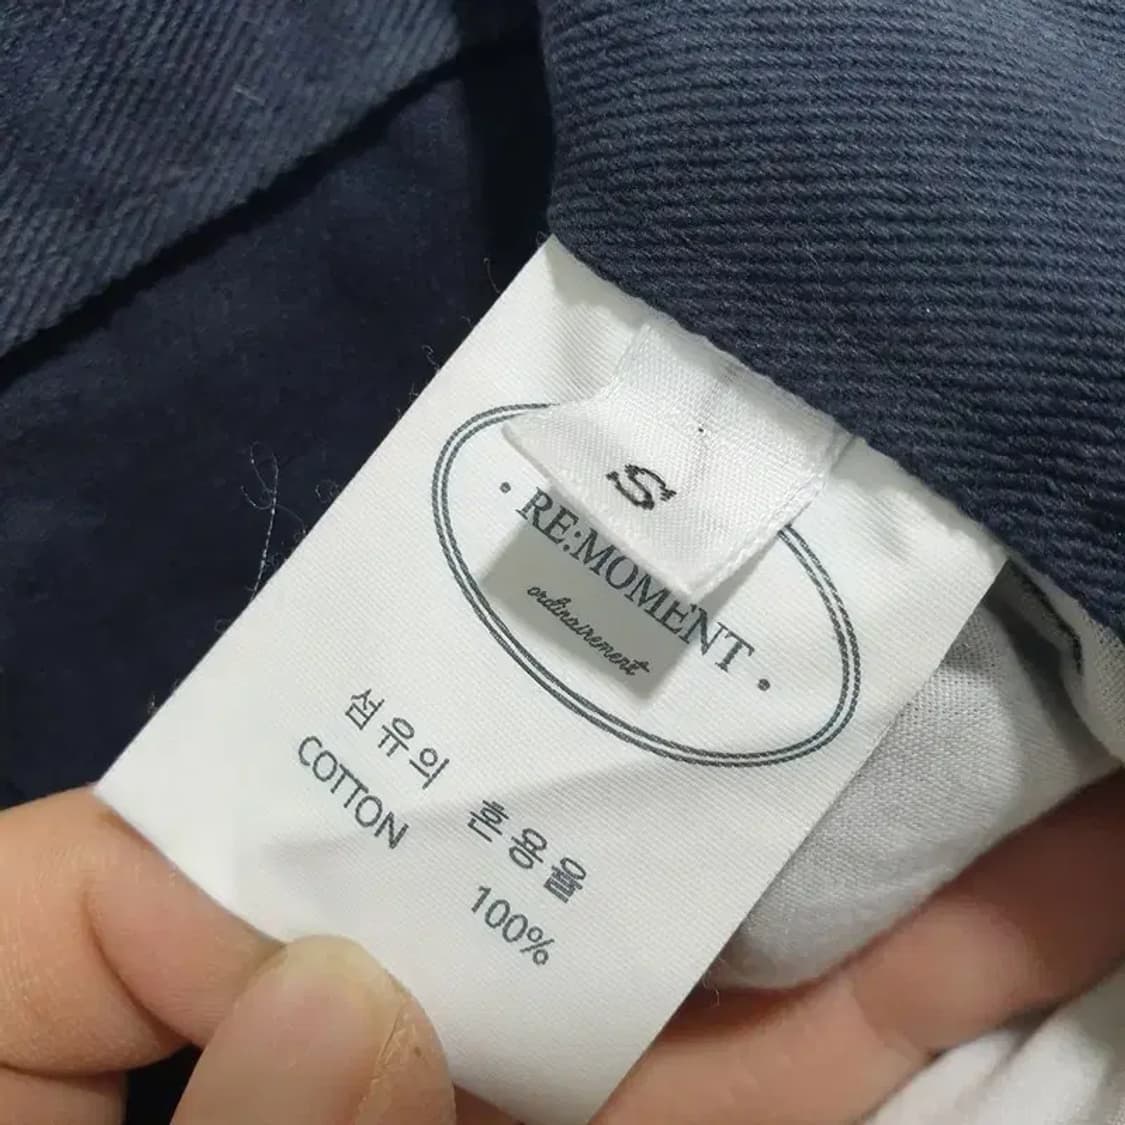 S
RE:MOMENT
ordinairement
섬유의 혼용율
COTTON 100%